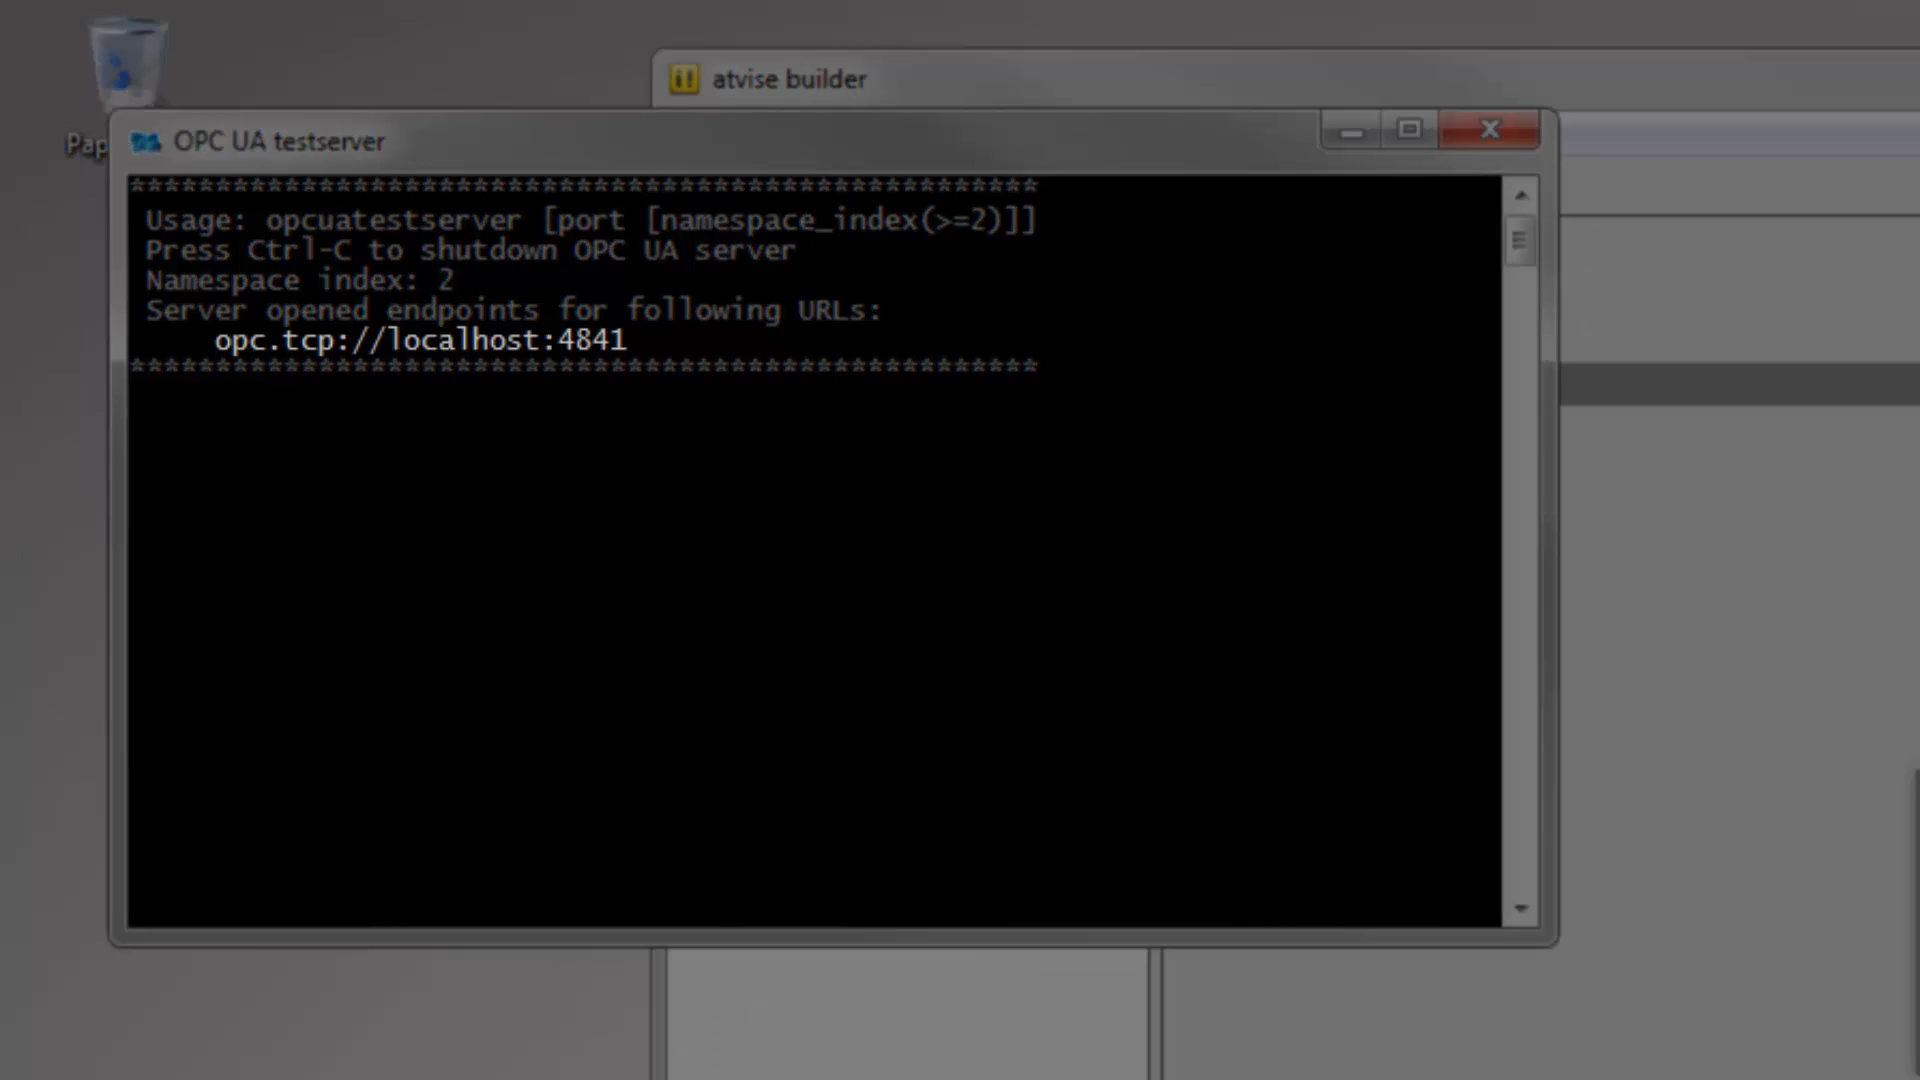 atvise builder
Pap
OPC UA testserver
*****************************************************
Usage: opcuatestserver [port [namespace_index(>=2)]]
Press Ctrl-C to shutdown OPC UA server
Namespace index: 2
Server opened endpoints for following URLs:
opc.tcp://localhost:4841
*****************************************************